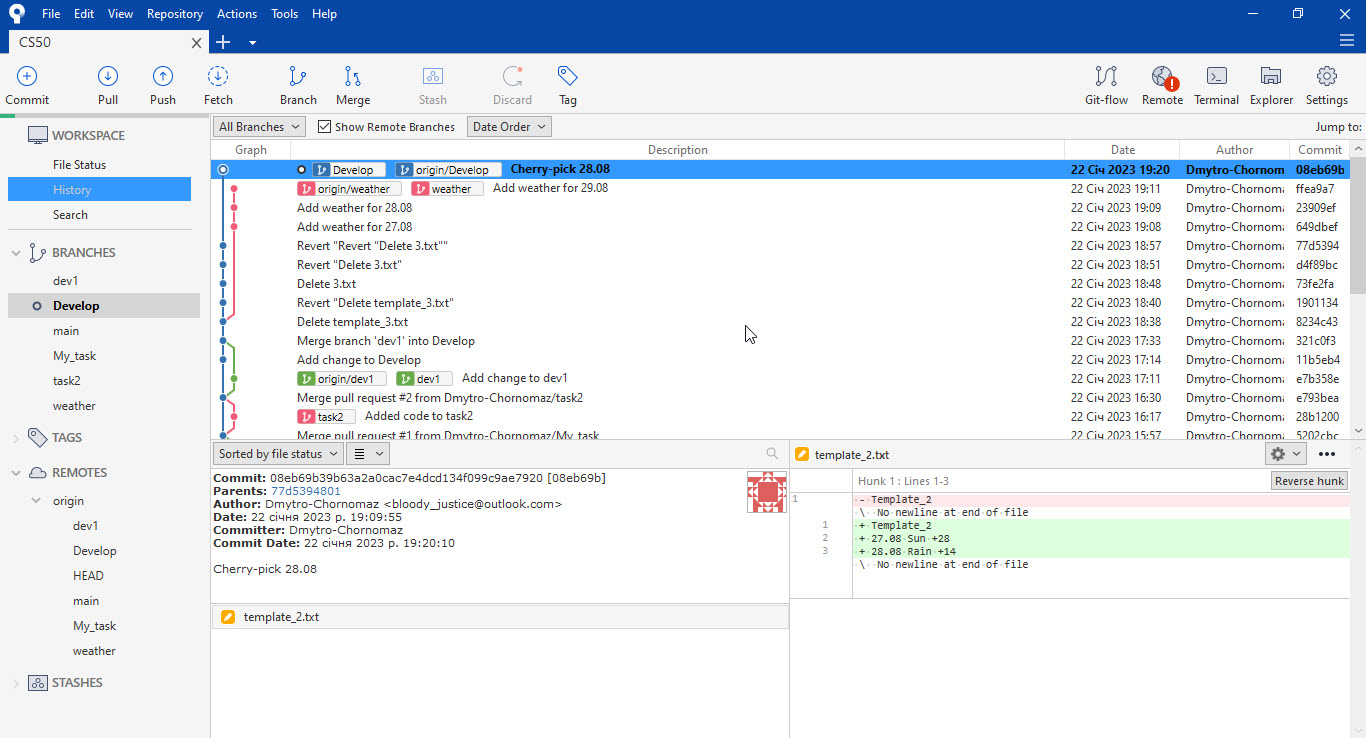 File Edit View Repository Actions Tools Help
CS50
Commit Pull Push Fetch Branch Merge Stash Discard Tag Git-flow Remote Terminal Explorer Settings
WORKSPACE
File Status
History
Search
BRANCHES
dev1
Develop
main
My_task
task2
weather
TAGS
REMOTES
origin
dev1
Develop
HEAD
main
My_task
weather
STASHES
All Branches Show Remote Branches Date Order Jump to:
Graph Description Date Author Commit
Develop origin/Develop Cherry-pick 28.08 22 Січ 2023 19:20 Dmytro-Chornom 08eb69b
origin/weather weather Add weather for 29.08 22 Січ 2023 19:11 Dmytro-Chornoma ffea9a7
Add weather for 28.08 22 Січ 2023 19:09 Dmytro-Chornoma 23909ef
Add weather for 27.08 22 Січ 2023 19:08 Dmytro-Chornoma 649dbef
Revert "Revert "Delete 3.txt"" 22 Січ 2023 18:57 Dmytro-Chornoma 77d5394
Revert "Delete 3.txt" 22 Січ 2023 18:51 Dmytro-Chornoma d4f89bc
Delete 3.txt 22 Січ 2023 18:48 Dmytro-Chornoma 73fe2fa
Revert "Delete template_3.txt" 22 Січ 2023 18:40 Dmytro-Chornoma 1901134
Delete template_3.txt 22 Січ 2023 18:38 Dmytro-Chornoma 8234c43
Merge branch 'dev1' into Develop 22 Січ 2023 17:33 Dmytro-Chornoma 321c0f3
Add change to Develop 22 Січ 2023 17:14 Dmytro-Chornoma 11b5eb4
origin/dev1 dev1 Add change to dev1 22 Січ 2023 17:11 Dmytro-Chornoma e7b358e
Merge pull request #2 from Dmytro-Chornomaz/task2 22 Січ 2023 16:30 Dmytro-Chornoma e793bea
task2 Added code to task2 22 Січ 2023 16:17 Dmytro-Chornoma 28b1200
Merge pull request #1 from Dmytro-Chornomaz/My_task 22 Січ 2023 15:57 Dmytro-Chornoma 5202cbc
Sorted by file status
Commit: 08eb69b39b63a2a0cac7e4dcd134f099c9ae7920 [08eb69b]
Parents: 77d5394801
Author: Dmytro-Chornomaz <bloody_justice@outlook.com>
Date: 22 січня 2023 р. 19:09:55
Committer: Dmytro-Chornomaz
Commit Date: 22 січня 2023 р. 19:20:10
Cherry-pick 28.08
template_2.txt
template_2.txt
Hunk 1 : Lines 1-3 Reverse hunk
1 - Template_2
\ No newline at end of file
1 + Template_2
2 + 27.08 Sun +28
3 + 28.08 Rain +14
\ No newline at end of file